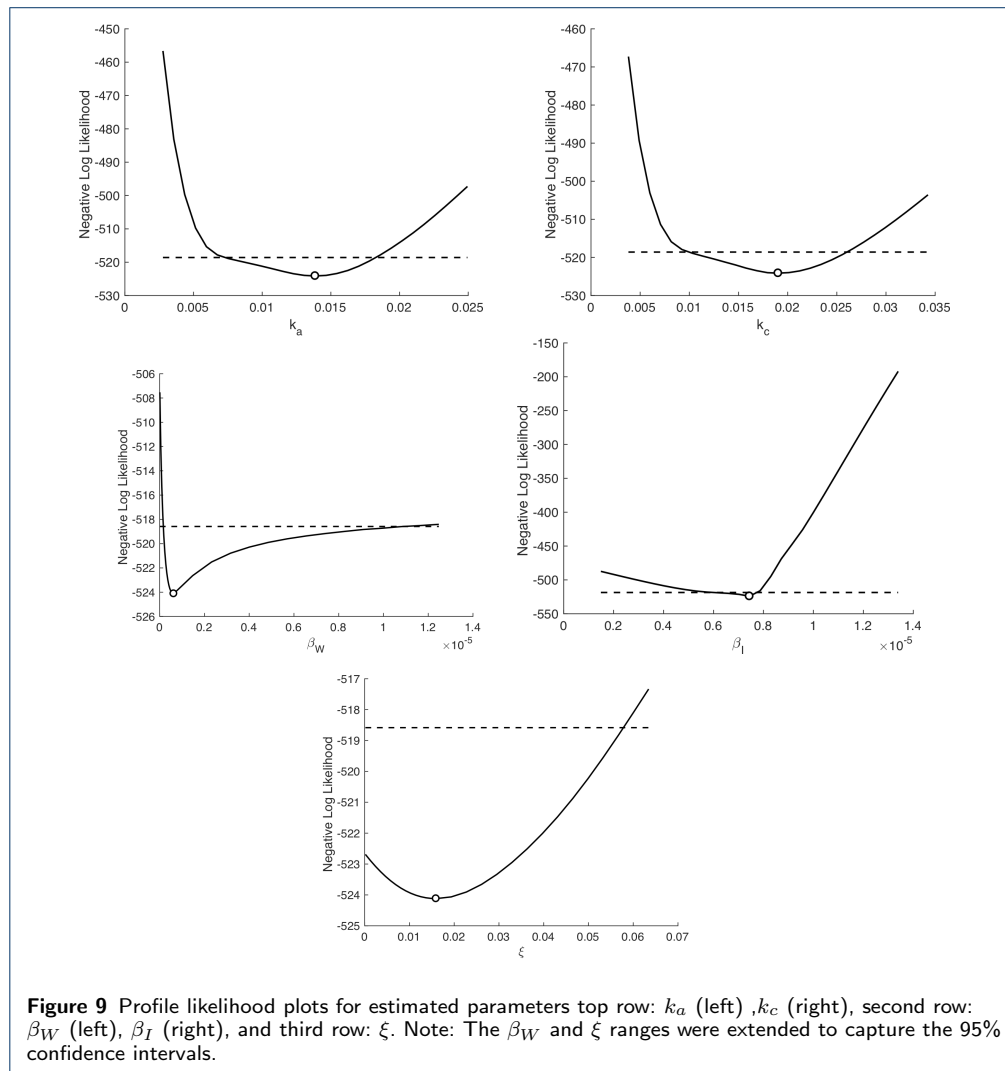 -450
-460
-470
-480
-490
-500
-510
-520
-530
Negative Log Likelihood
0 0.005 0.01 0.015 0.02 0.025
k_a
-460
-470
-480
-490
-500
-510
-520
-530
Negative Log Likelihood
0 0.005 0.01 0.015 0.02 0.025 0.03 0.035
k_c
-506
-508
-510
-512
-514
-516
-518
-520
-522
-524
-526
Negative Log Likelihood
0 0.2 0.4 0.6 0.8 1 1.2 1.4
β_W ×10^-5
-150
-200
-250
-300
-350
-400
-450
-500
-550
Negative Log Likelihood
0 0.2 0.4 0.6 0.8 1 1.2 1.4
β_I ×10^-5
-517
-518
-519
-520
-521
-522
-523
-524
-525
Negative Log Likelihood
0 0.01 0.02 0.03 0.04 0.05 0.06 0.07
ξ
Figure 9 Profile likelihood plots for estimated parameters top row: k_a (left) ,k_c (right), second row:
β_W (left), β_I (right), and third row: ξ. Note: The β_W and ξ ranges were extended to capture the 95%
confidence intervals.